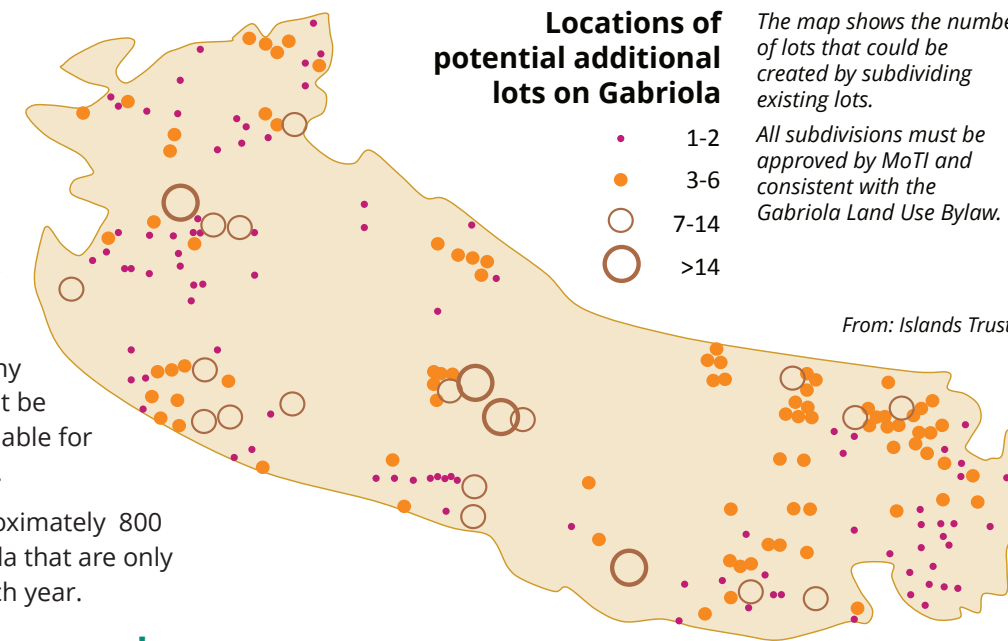 Locations of
potential additional
lots on Gabriola
1-2
3-6
7-14
>14
The map shows the numbe
of lots that could be
created by subdividing
existing lots.
All subdivisions must be
approved by MoTI and
consistent with the
Gabriola Land Use Bylaw.
From: Islands Trust
ny
t be
able for
oximately 800
la that are only
th year.